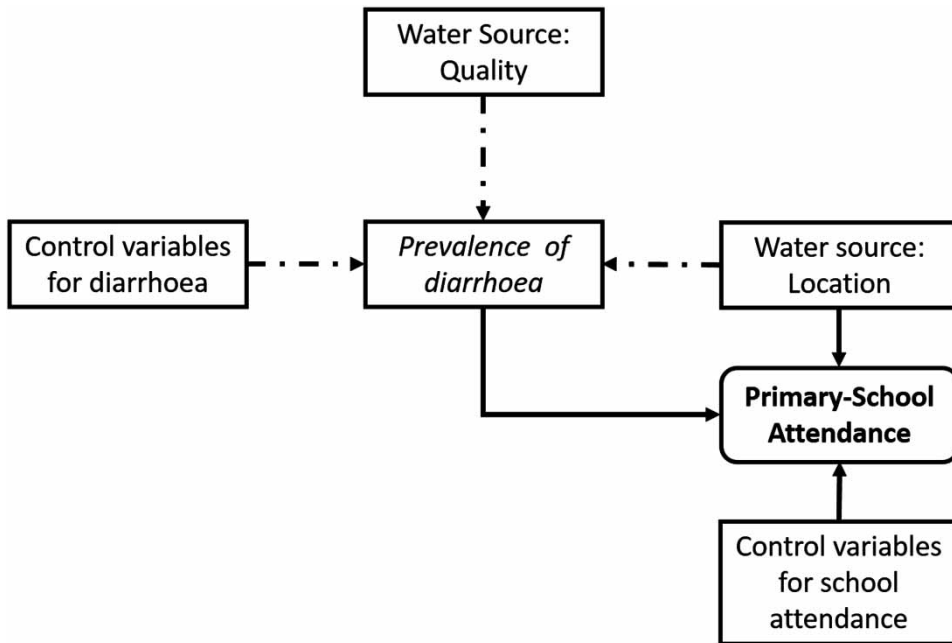 Water Source:
Quality
Control variables
for diarrhoea
Prevalence of
diarrhoea
Water source:
Location
Primary-School
Attendance
Control variables
for school
attendance